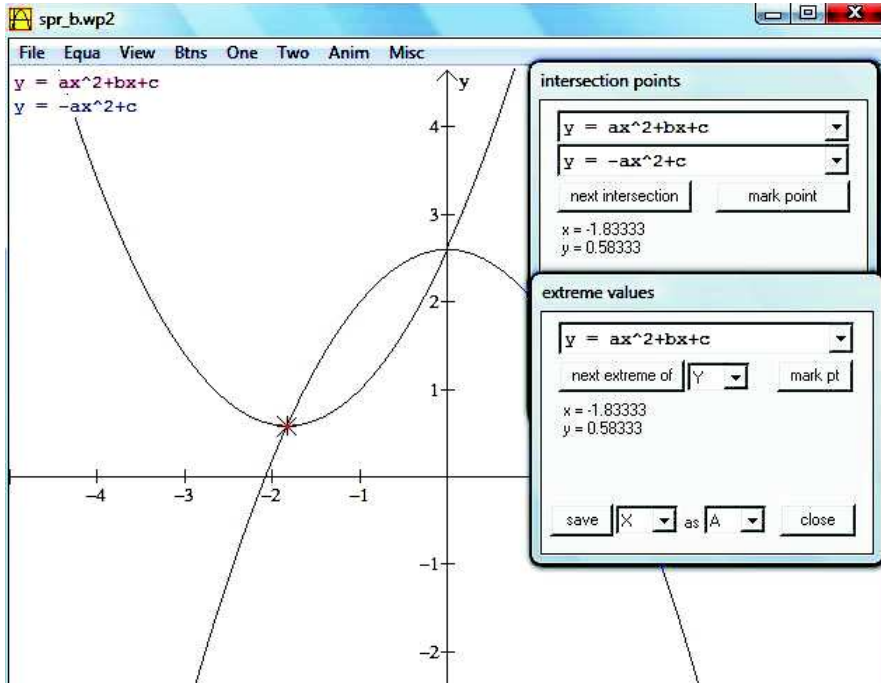 spr_b.wp2
File Equa View Btns One Two Anim Misc
y = ax^2+bx+c
y = -ax^2+c
y
4
3
2
1
-4 -3 -2 -1
-1
-2
intersection points
y = ax^2+bx+c
y = -ax^2+c
next intersection mark point
x = -1.83333
y = 0.58333
extreme values
y = ax^2+bx+c
next extreme of Y mark pt
x = -1.83333
y = 0.58333
save X as A close